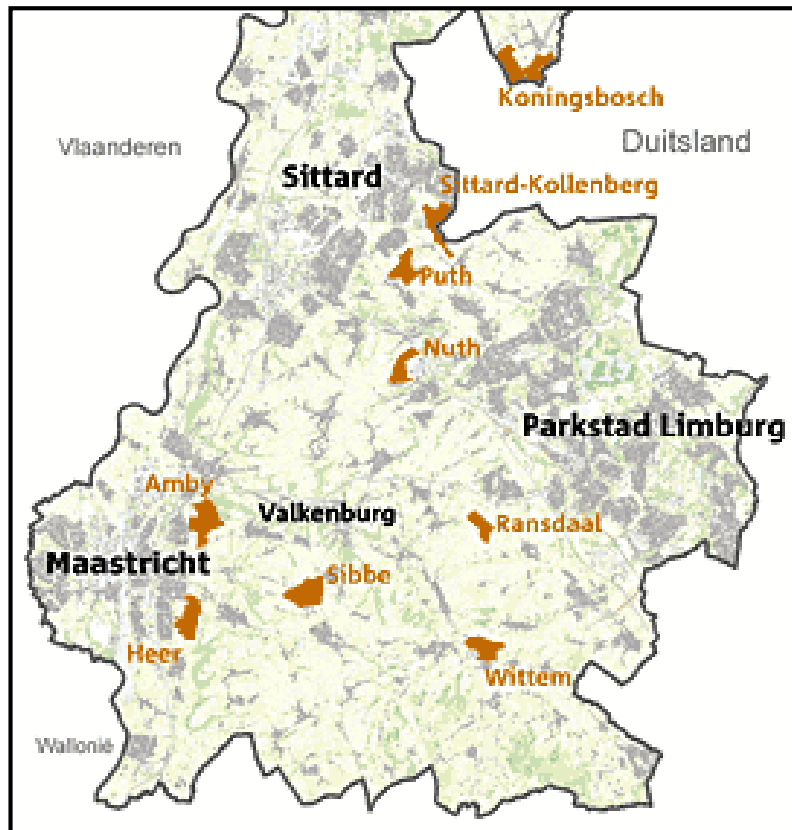 Koningsbosch
Vlaanderen
Duitsland
Sittard
Sittard-Kollenberg
Puth
Nuth
Parkstad Limburg
Amby
Valkenburg
Ransdaal
Maastricht
Sibbe
Heer
Wittem
Wallonië